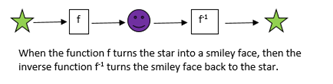 f f⁻¹
When the function f turns the star into a smiley face, then the
inverse function f⁻¹ turns the smiley face back to the star.